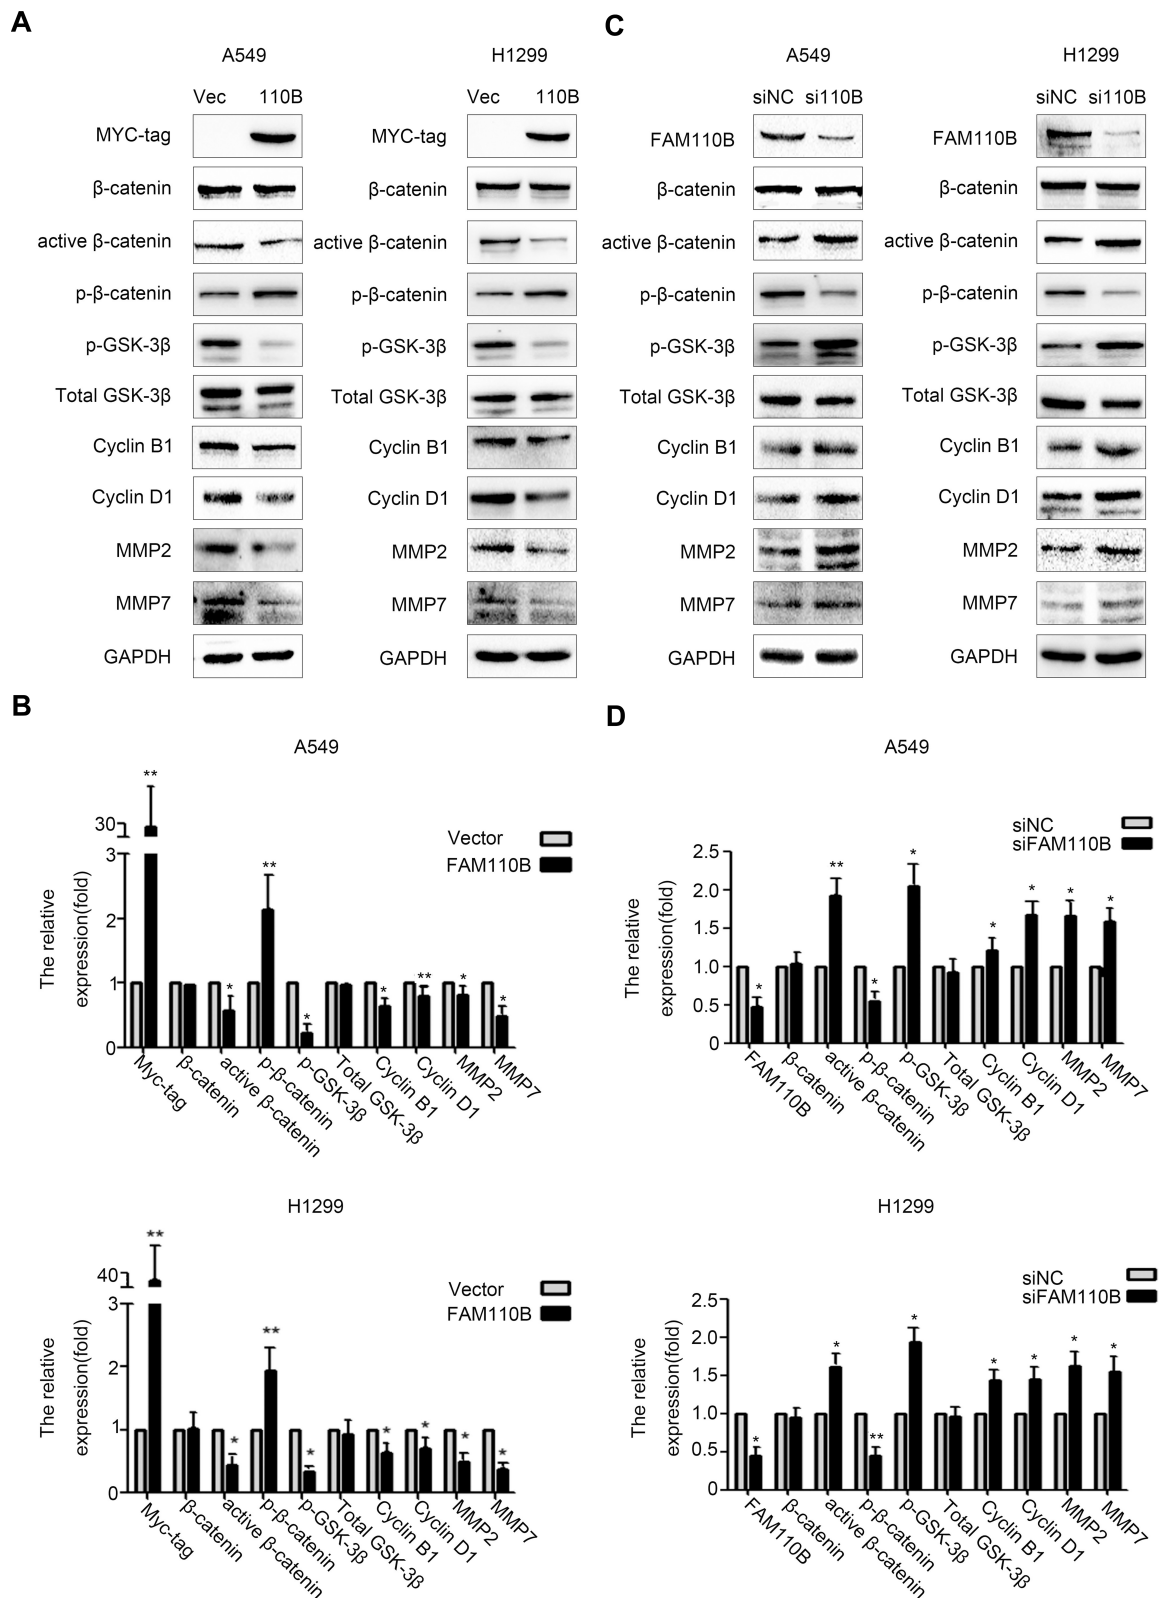 A
A549
H1299
Vec 110B
Vec 110B
MYC-tag
MYC-tag
β-catenin
β-catenin
active β-catenin
active β-catenin
p-β-catenin
p-β-catenin
p-GSK-3β
p-GSK-3β
Total GSK-3β
Total GSK-3β
Cyclin B1
Cyclin B1
Cyclin D1
Cyclin D1
MMP2
MMP2
MMP7
MMP7
GAPDH
GAPDH
C
A549
H1299
siNC si110B
siNC si110B
FAM110B
FAM110B
β-catenin
β-catenin
active β-catenin
active β-catenin
p-β-catenin
p-β-catenin
p-GSK-3β
p-GSK-3β
Total GSK-3β
Total GSK-3β
Cyclin B1
Cyclin B1
Cyclin D1
Cyclin D1
MMP2
MMP2
MMP7
MMP7
GAPDH
GAPDH
B
A549
The relative
expression(fold)
30
3
2
1
0
** * ** * * ** * *
Vector
FAM110B
Myc-tag
β-catenin
active β-catenin
p-β-catenin
p-GSK-3β
Total GSK-3β
Cyclin B1
Cyclin D1
MMP2
MMP7
H1299
The relative
expression(fold)
40
3
2
1
0
** * ** * * * * *
Vector
FAM110B
Myc-tag
β-catenin
active β-catenin
p-β-catenin
p-GSK-3β
Total GSK-3β
Cyclin B1
Cyclin D1
MMP2
MMP7
D
A549
The relative
expression(fold)
2.5
2.0
1.5
1.0
0.5
0
* ** * * * * * *
siNC
siFAM110B
FAM110B
β-catenin
active β-catenin
p-β-catenin
p-GSK-3β
Total GSK-3β
Cyclin B1
Cyclin D1
MMP2
MMP7
H1299
The relative
expression(fold)
2.5
2.0
1.5
1.0
0.5
0
* * ** * * * * *
siNC
siFAM110B
FAM110B
β-catenin
active β-catenin
p-β-catenin
p-GSK-3β
Total GSK-3β
Cyclin B1
Cyclin D1
MMP2
MMP7